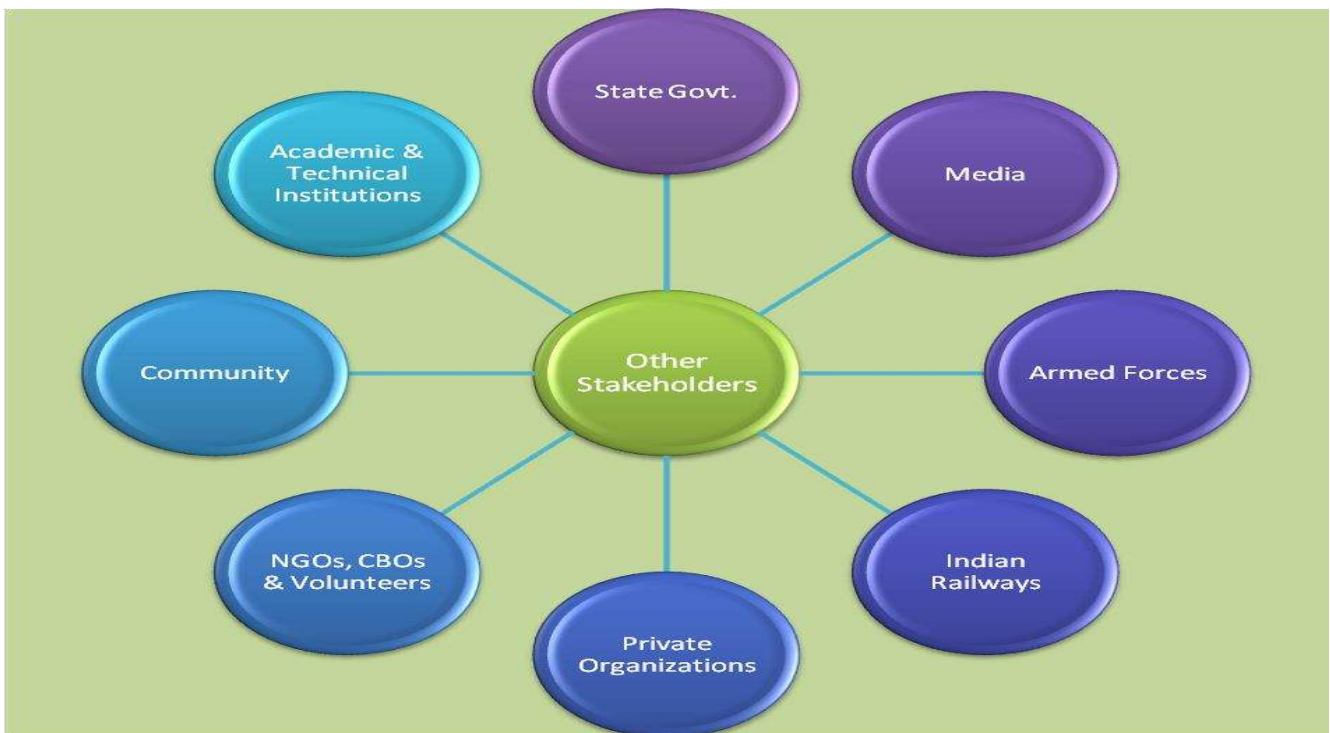 State Govt.
Academic &
Technical
Institutions
Media
Community
Other
Stakeholders
Armed Forces
NGOs, CBOs
& Volunteers
Indian
Railways
Private
Organizations